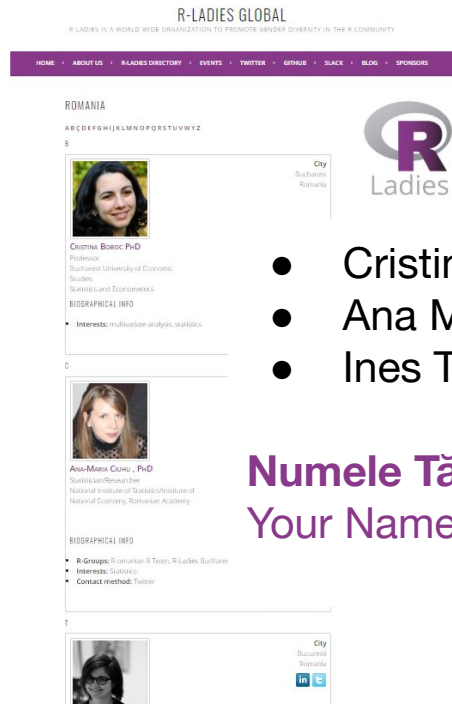 R-LADIES GLOBAL
R-LADIES IS A WORLD-WIDE ORGANIZATION TO PROMOTE GENDER DIVERSITY IN THE R COMMUNITY
HOME • ABOUT US • R-LADIES DIRECTORY • EVENTS • TWITTER • GITHUB • SLACK • BLOG • SPONSORS
ROMANIA
A B C D E F G H I J K L M N O P Q R S T U V W Y Z
B
City
Bucharest
Romania
R
Ladies
CRISTINA BOBOC PHD
Professor
Bucharest University of Economic
Studies
Statistics and Econometrics
BIOGRAPHICAL INFO
• Interests: multivariate analysis, statistics
● Cristin
● Ana M
● Ines T
C
ANA-MARIA CIUHU , PHD
Statistician/Researcher
National Institute of Statistics/Institute of
National Economy, Romanian Academy
Numele Tă
Your Name
BIOGRAPHICAL INFO
• R-Groups: R-omanian R Team, R-Ladies Buchare
• Interests: Statistics
• Contact method: Twitter
T
City
Bucuresti
Romania
in